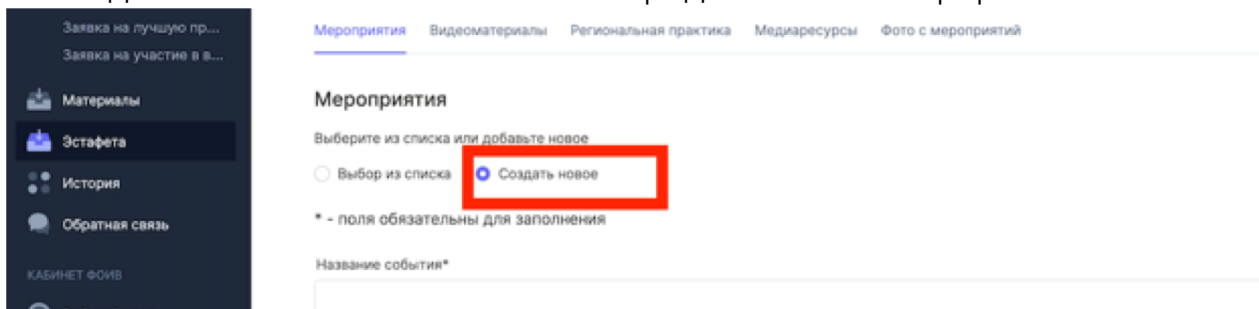 Заявка на лучшую пр...
Заявка на участие в в...
Материалы
Эстафета
История
Обратная связь
КАБИНЕТ ФОИВ
Мероприятия Видеоматериалы Региональная практика Медиаресурсы Фото с мероприятий
Мероприятия
Выберите из списка или добавьте новое
Выбор из списка Создать новое
* - поля обязательны для заполнения
Название события*